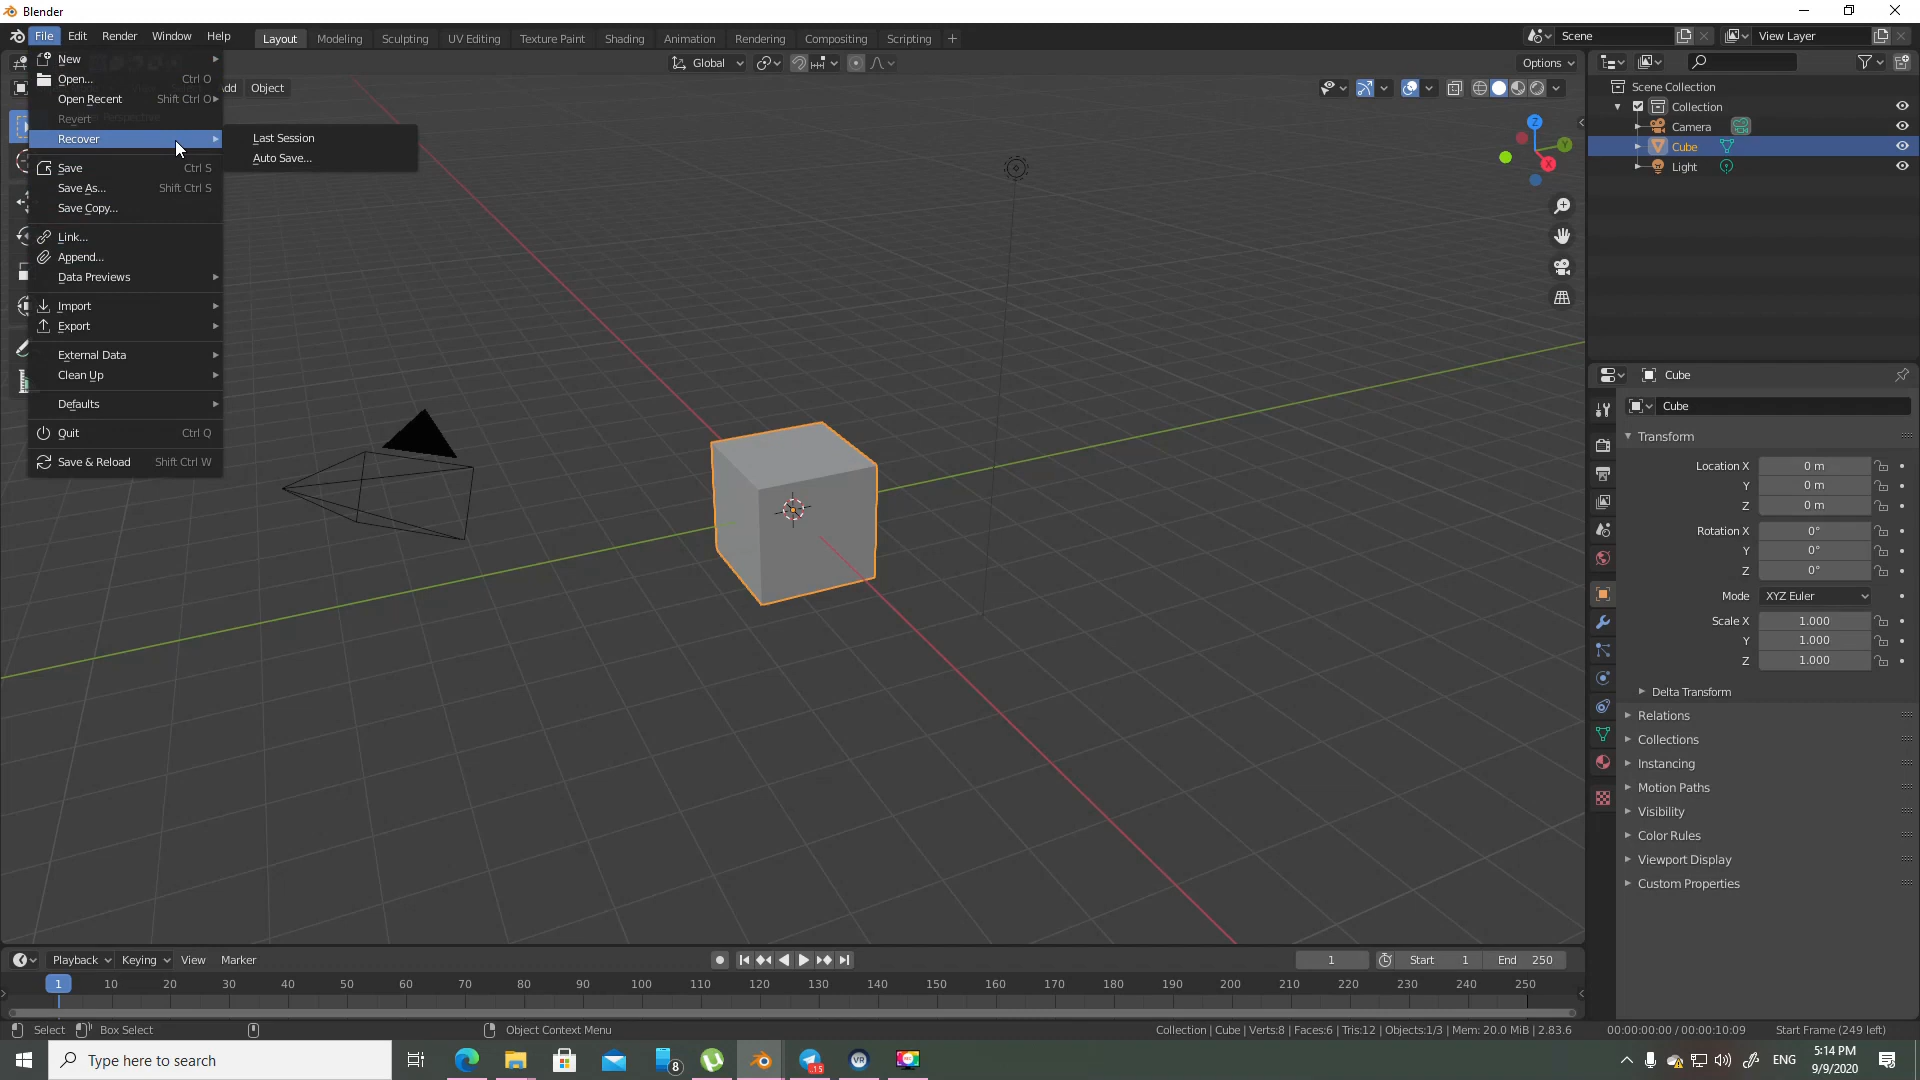 Blender
File Edit Render Window Help Layout Modeling Sculpting UV Editing Texture Paint Shading Animation Rendering Compositing Scripting + Scene View Layer
Global Options
Add Object
New
Open... Ctrl O
Open Recent Shift Ctrl O
Revert
Recover
Last Session
Auto Save...
Save Ctrl S
Save As... Shift Ctrl S
Save Copy...
Link...
Append...
Data Previews
Import
Export
External Data
Clean Up
Defaults
Quit Ctrl Q
Save & Reload Shift Ctrl W
Z
Y
X
Scene Collection
Collection
Camera
Cube
Light
Cube
Cube
Transform
Location X 0 m
Y 0 m
Z 0 m
Rotation X 0°
Y 0°
Z 0°
Mode XYZ Euler
Scale X 1.000
Y 1.000
Z 1.000
Delta Transform
Relations
Collections
Instancing
Motion Paths
Visibility
Color Rules
Viewport Display
Custom Properties
Playback Keying View Marker 1 Start 1 End 250
1 10 20 30 40 50 60 70 80 90 100 110 120 130 140 150 160 170 180 190 200 210 220 230 240 250
Select Box Select Object Context Menu Collection | Cube | Verts:8 | Faces:6 | Tris:12 | Objects:1/3 | Mem: 20.0 MiB | 2.83.6 00:00:00:00 / 00:00:10:09 Start Frame (249 left)
Type here to search 8 .15 VR ENG 5:14 PM
9/9/2020